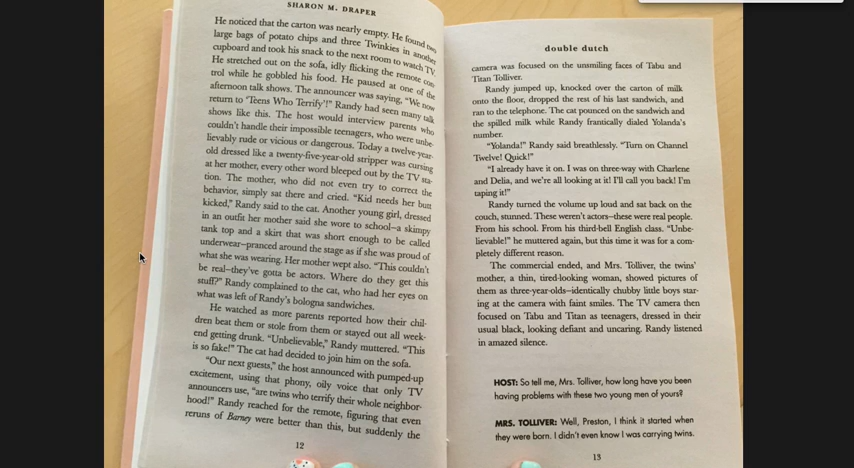 SHARON M. DRAPER
He noticed that the carton was nearly empty. He found two
large bags of potato chips and three Twinkies in another
cupboard and took his snack to the next room to watch TV.
He stretched out on the sofa, idly flicking the remote con-
trol while he gobbled his food. He paused at one of the
afternoon talk shows. The announcer was saying, "We now
return to 'Teens Who Terrify'!" Randy had seen many talk
shows like this. The host would interview parents who
couldn't handle their impossible teenagers, who were unbe-
lievably rude or vicious or dangerous. Today a twelve-year-
old dressed like a twenty-five-year-old stripper was cursing
at her mother, every other word bleeped out by the TV sta-
tion. The mother, who did not even try to correct the
behavior, simply sat there and cried. "Kid needs her butt
kicked," Randy said to the cat. Another young girl, dressed
in an outfit her mother said she wore to school–a skimpy
tank top and a skirt that was short enough to be called
underwear–pranced around the stage as if she was proud of
what she was wearing. Her mother wept also. "This couldn't
be real–they've gotta be actors. Where do they get this
stuff?" Randy complained to the cat, who had her eyes on
what was left of Randy's bologna sandwiches.
He watched as more parents reported how their chil-
dren beat them or stole from them or stayed out all week-
end getting drunk. "Unbelievable," Randy muttered. "This
is so fake!" The cat had decided to join him on the sofa.
"Our next guests," the host announced with pumped-up
excitement, using that phony, oily voice that only TV
announcers use, "are twins who terrify their whole neighbor-
hood!" Randy reached for the remote, figuring that even
reruns of Barney were better than this, but suddenly the
12
double dutch
camera was focused on the unsmiling faces of Tabu and
Titan Tolliver.
Randy jumped up, knocked over the carton of milk
onto the floor, dropped the rest of his last sandwich, and
ran to the telephone. The cat pounced on the sandwich and
the spilled milk while Randy frantically dialed Yolanda's
number.
"Yolanda!" Randy said breathlessly. "Turn on Channel
Twelve! Quick!"
"I already have it on. I was on three-way with Charlene
and Delia, and we're all looking at it! I'll call you back! I'm
taping it!"
Randy turned the volume up loud and sat back on the
couch, stunned. These weren't actors–these were real people.
From his school. From his third-bell English class. "Unbe-
lievable!" he muttered again, but this time it was for a com-
pletely different reason.
The commercial ended, and Mrs. Tolliver, the twins'
mother, a thin, tired-looking woman, showed pictures of
them as three-year-olds–identically chubby little boys star-
ing at the camera with faint smiles. The TV camera then
focused on Tabu and Titan as teenagers, dressed in their
usual black, looking defiant and uncaring. Randy listened
in amazed silence.
HOST: So tell me, Mrs. Tolliver, how long have you been
having problems with these two young men of yours?
MRS. TOLLIVER: Well, Preston, I think it started when
they were born. I didn't even know I was carrying twins.
13